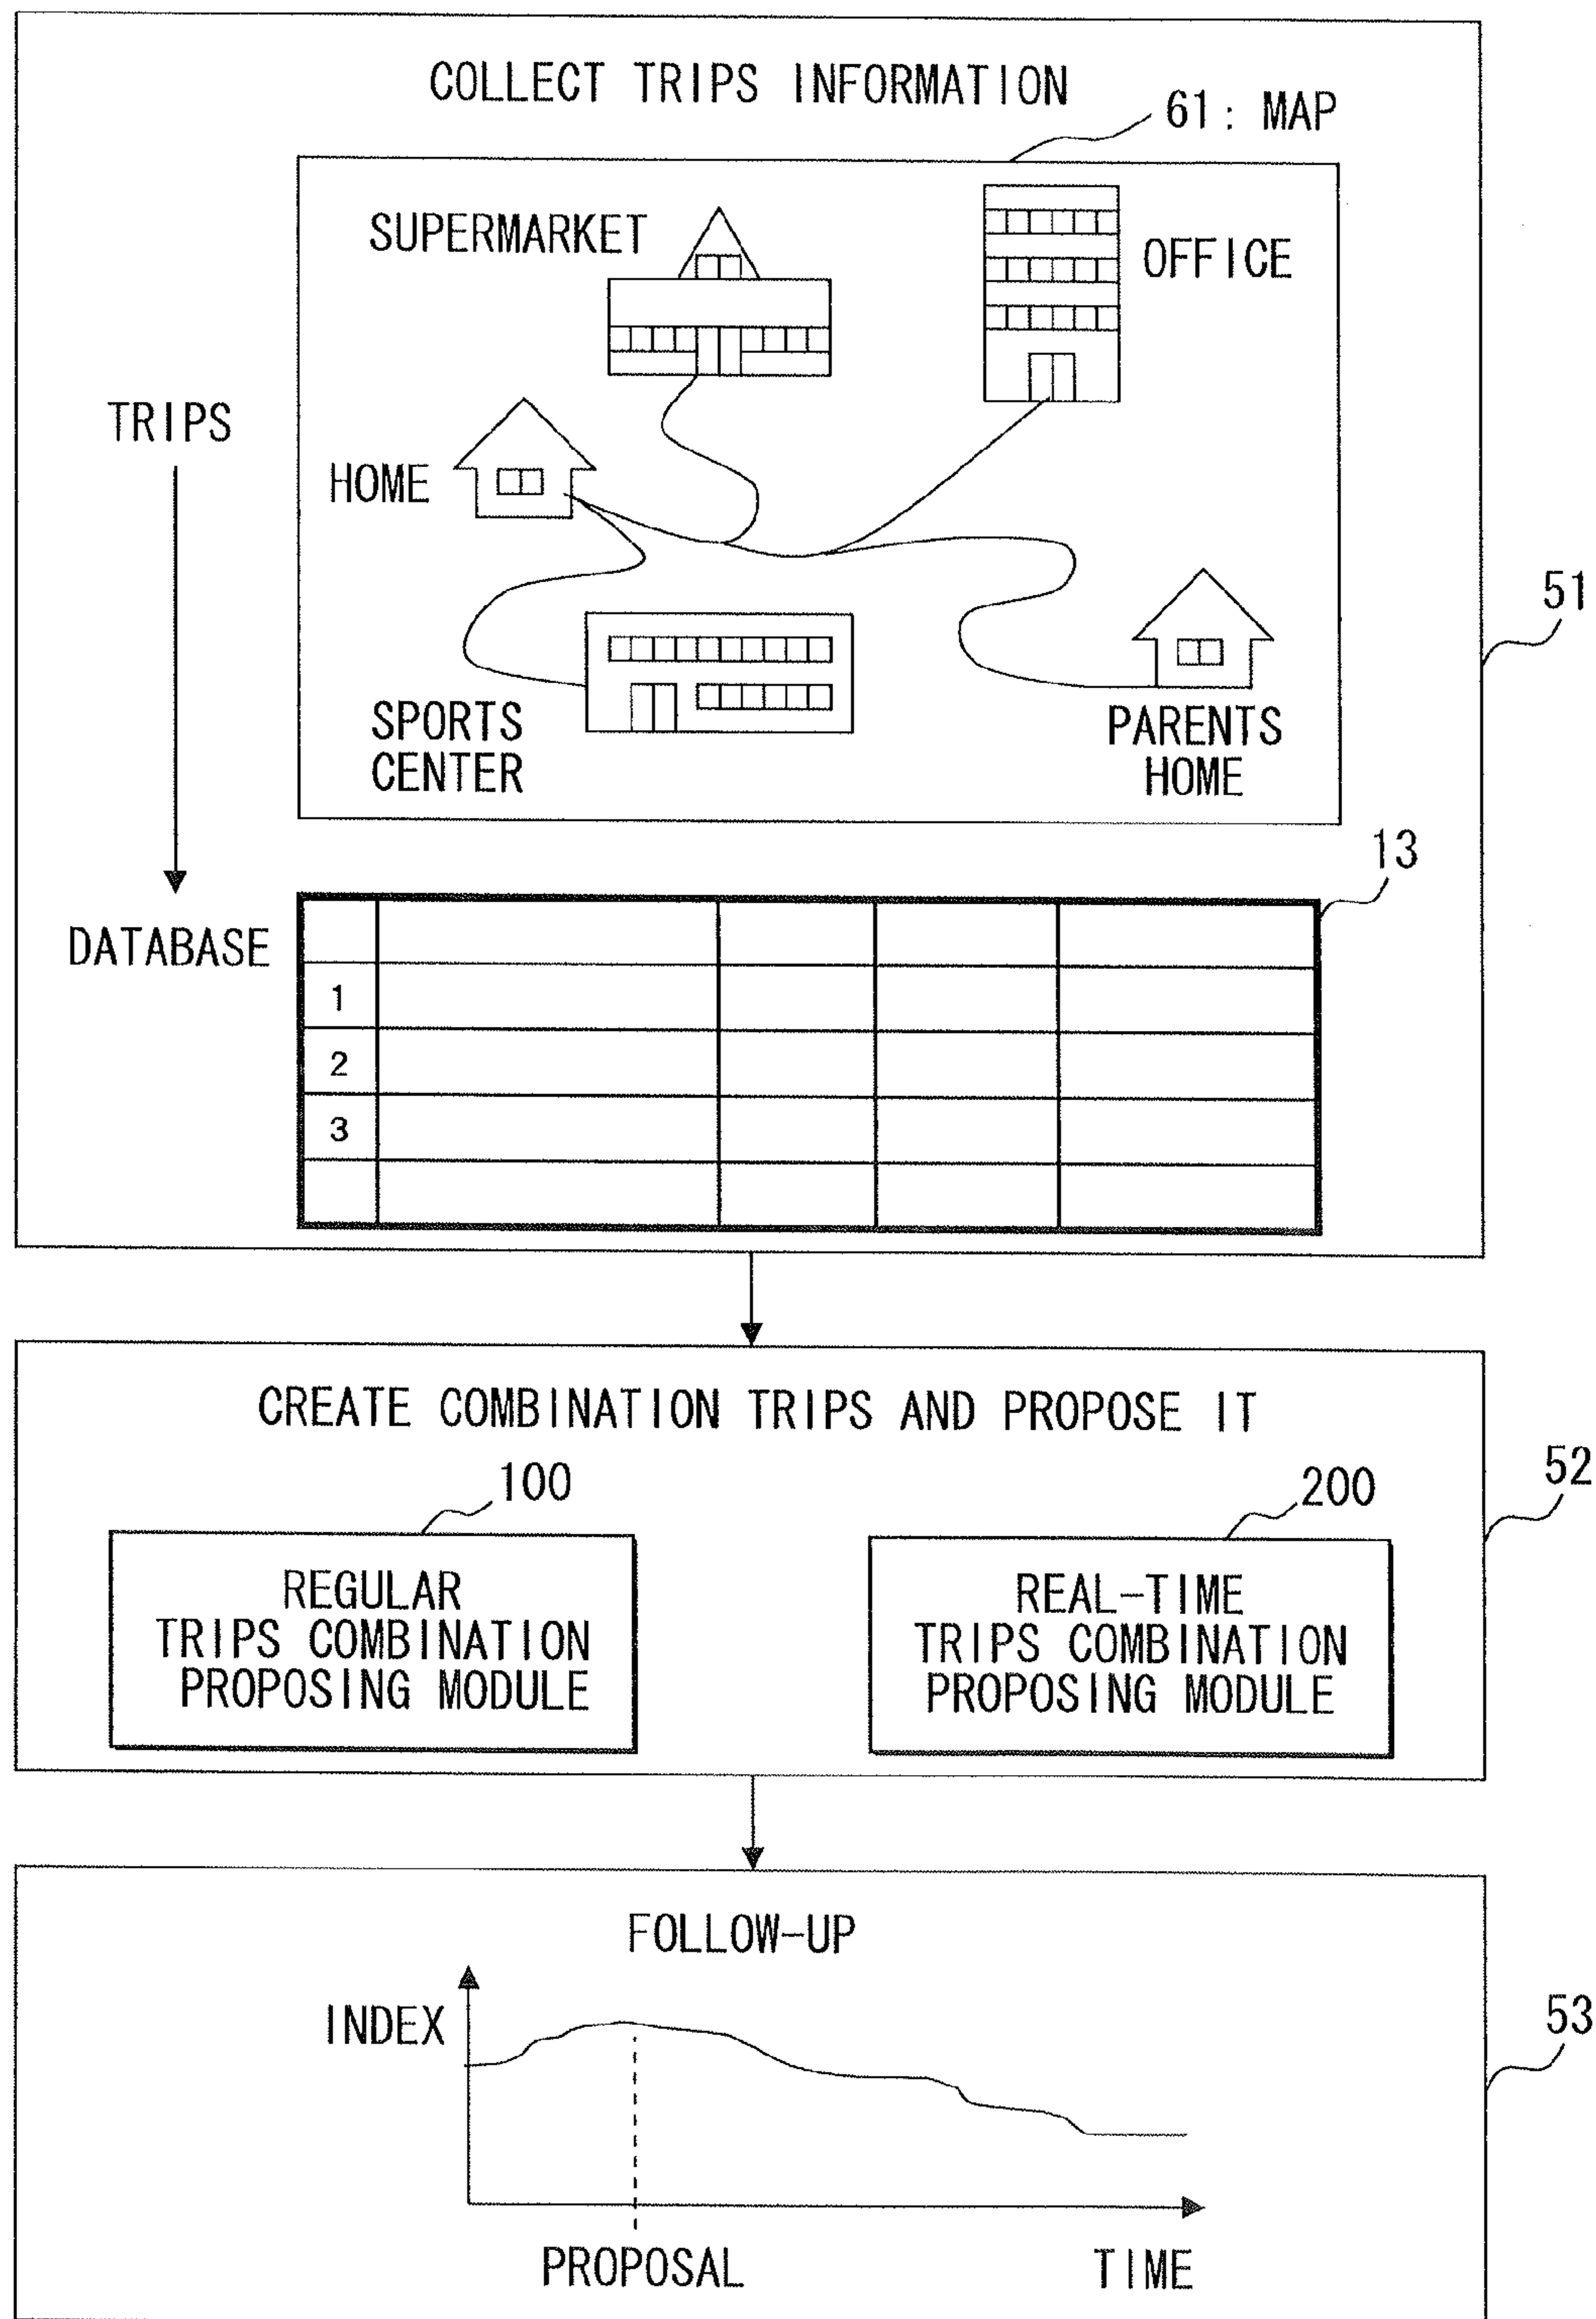 COLLECT TRIPS INFORMATION
61: MAP
SUPERMARKET
OFFICE
TRIPS
HOME
51
SPORTS
CENTER
PARENTS
HOME
13
DATABASE
1
2
3
CREATE COMBINATION TRIPS AND PROPOSE IT
52
100
200
REGULAR
TRIPS COMBINATION
PROPOSING MODULE
REAL-TIME
TRIPS COMBINATION
PROPOSING MODULE
FOLLOW-UP
INDEX
53
PROPOSAL
TIME